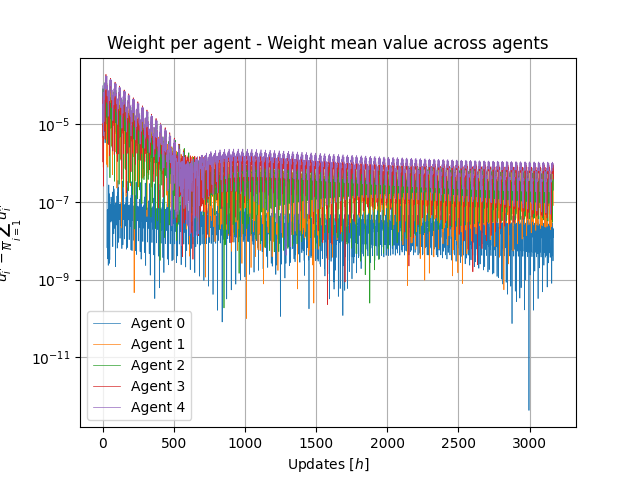 Weight per agent - Weight mean value across agents
10⁻⁵
10⁻⁷
10⁻⁹
10⁻¹¹
Agent 0
Agent 1
Agent 2
Agent 3
Agent 4
0
500
1000
1500
2000
2500
3000
Updates [h]